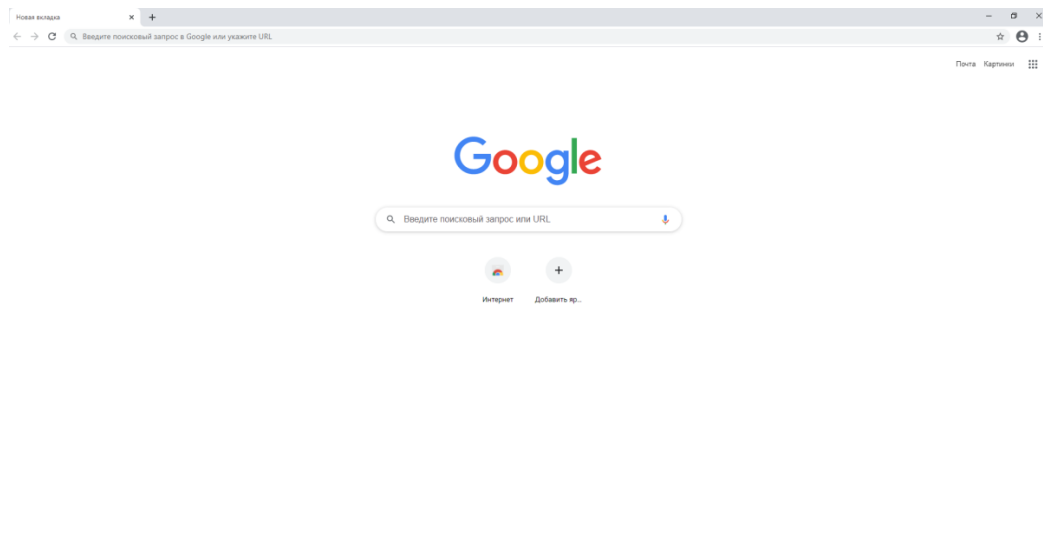 Новая вкладка
Введите поисковый запрос в Google или укажите URL
Почта Картинки
Google
Введите поисковый запрос или URL
Интернет Добавить яр...